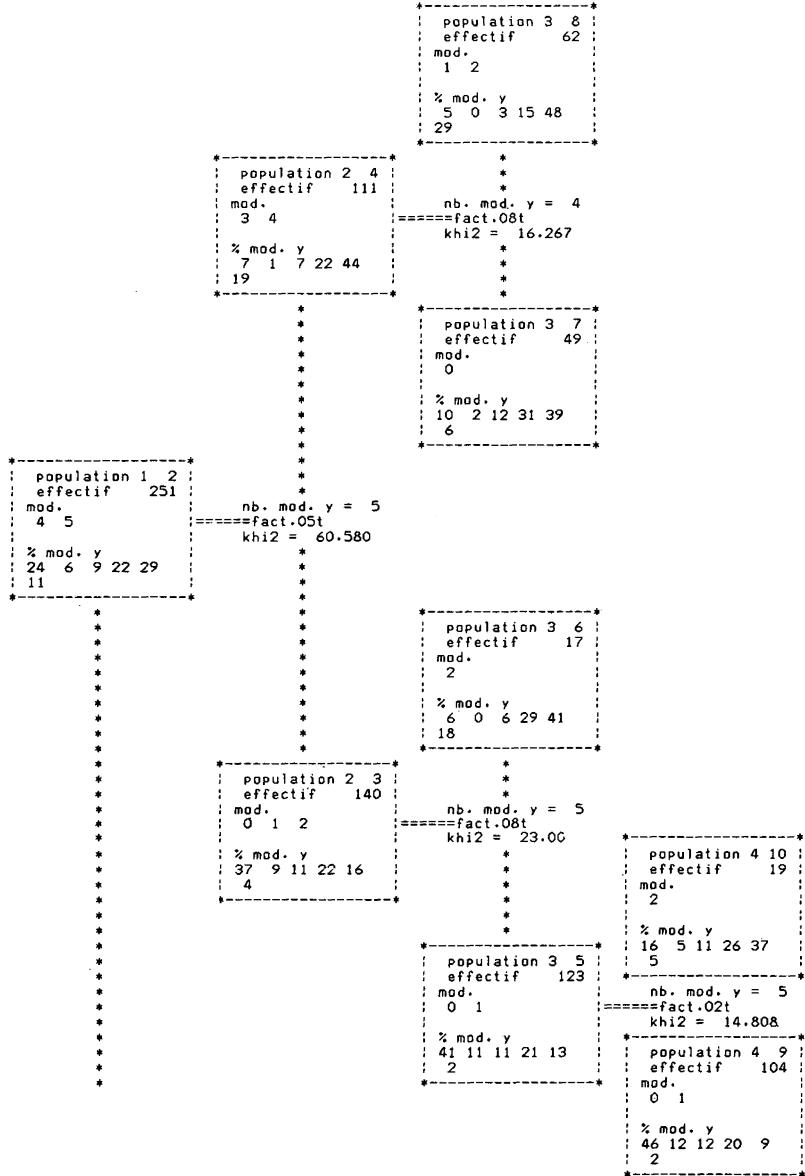 population 3 8
effectif 62
mod.
1 2
% mod. y
5 0 3 15 48
29
population 2 4
effectif 111
mod.
3 4
% mod. y
7 1 7 22 44
19
nb. mod. y = 4
======fact.08t
khi2 = 16.267
population 3 7
effectif 49
mod.
0
% mod. y
10 2 12 31 39
6
population 1 2
effectif 251
mod.
4 5
% mod. y
24 6 9 22 29
11
nb. mod. y = 5
======fact.05t
khi2 = 60.580
population 3 6
effectif 17
mod.
2
% mod. y
6 0 6 29 41
18
population 2 3
effectif 140
mod.
0 1 2
% mod. y
37 9 11 22 16
4
nb. mod. y = 5
======fact.08t
khi2 = 23.00
population 4 10
effectif 19
mod.
2
% mod. y
16 5 11 26 37
5
population 3 5
effectif 123
mod.
0 1
% mod. y
41 11 11 21 13
2
nb. mod. y = 5
======fact.02t
khi2 = 14.808
population 4 9
effectif 104
mod.
0 1
% mod. y
46 12 12 20 9
2